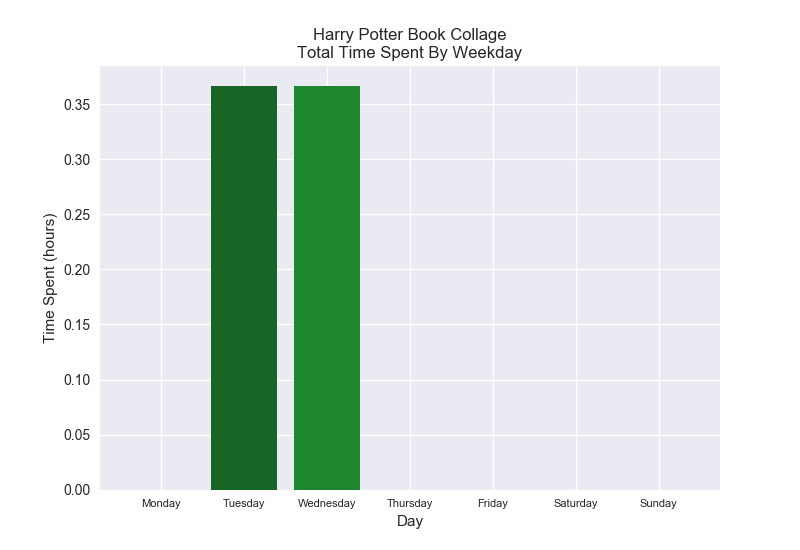 Harry Potter Book Collage
Total Time Spent By Weekday
Time Spent (hours)
0.35
0.30
0.25
0.20
0.15
0.10
0.05
0.00
Monday Tuesday Wednesday Thursday Friday Saturday Sunday
Day